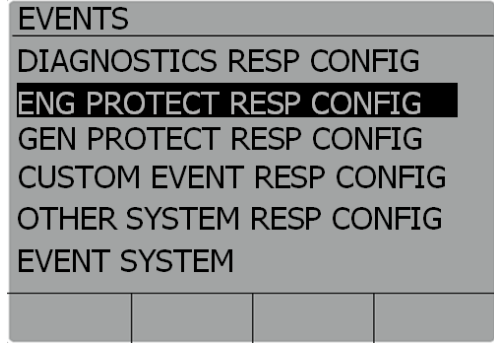 EVENTS
DIAGNOSTICS RESP CONFIG
ENG PROTECT RESP CONFIG
GEN PROTECT RESP CONFIG
CUSTOM EVENT RESP CONFIG
OTHER SYSTEM RESP CONFIG
EVENT SYSTEM